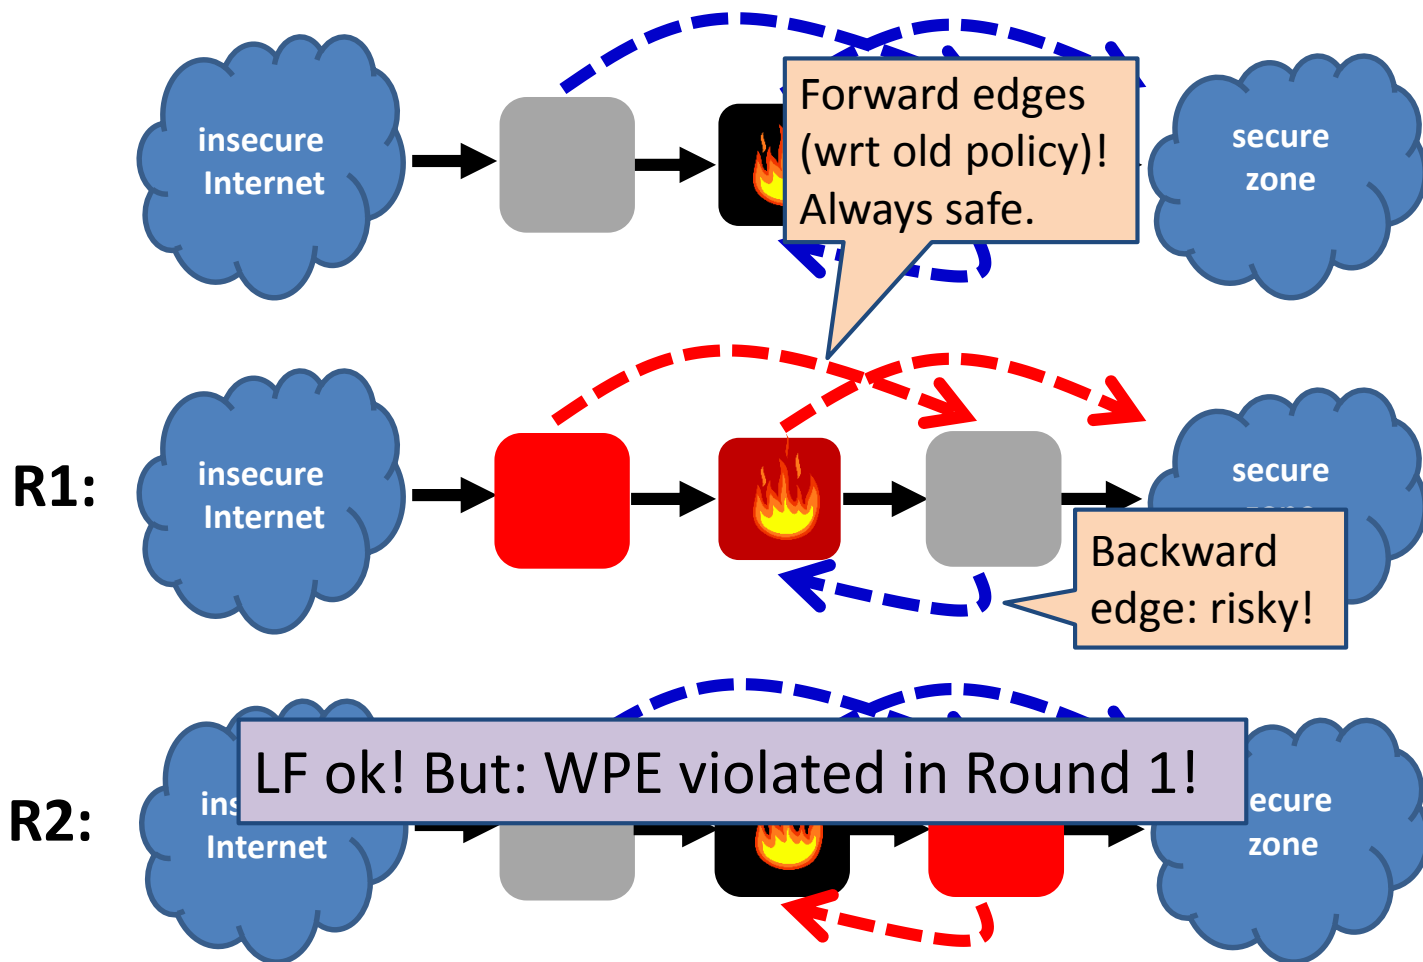 insecure
Internet
Forward edges
(wrt old policy)!
Always safe.
secure
zone
R1:
insecure
Internet
secure
Backward
edge: risky!
LF ok! But: WPE violated in Round 1!
R2:
Internet
zone